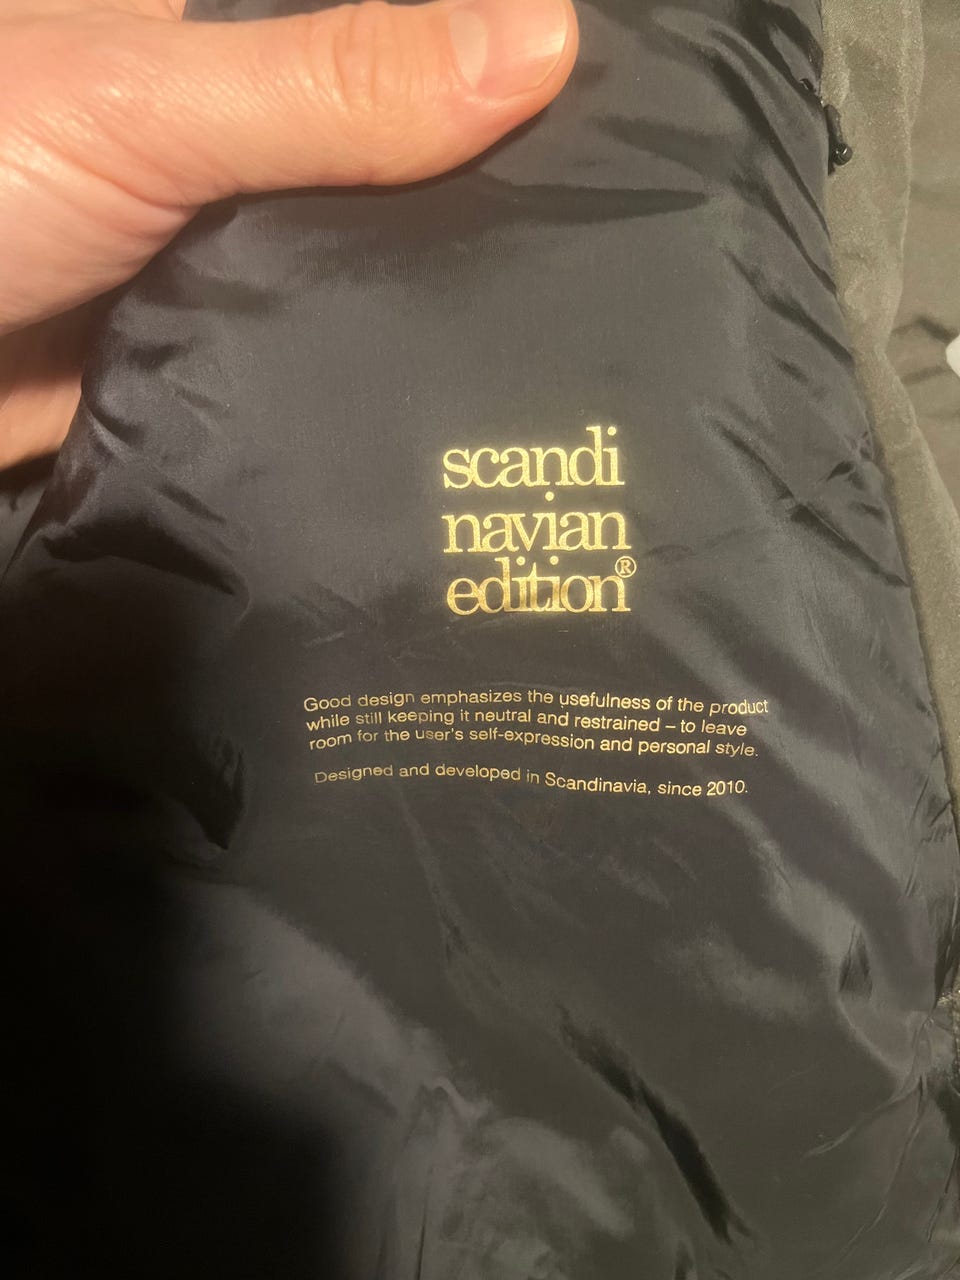 scandi
navian
edition®
Good design emphasizes the usefulness of the product
while still keeping it neutral and restrained – to leave
room for the user's self-expression and personal style.
Designed and developed in Scandinavia, since 2010.